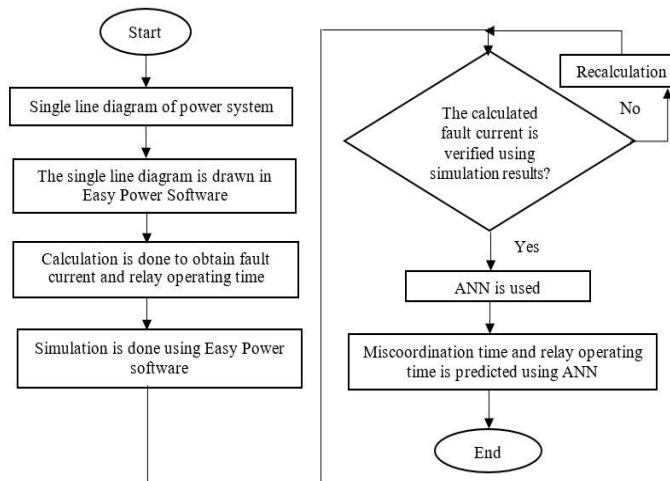 Start
Single line diagram of power system
The single line diagram is drawn in
Easy Power Software
Calculation is done to obtain fault
current and relay operating time
Simulation is done using Easy Power
software
Recalculation
No
The calculated
fault current is
verified using
simulation results?
Yes
ANN is used
Miscoordination time and relay operating
time is predicted using ANN
End